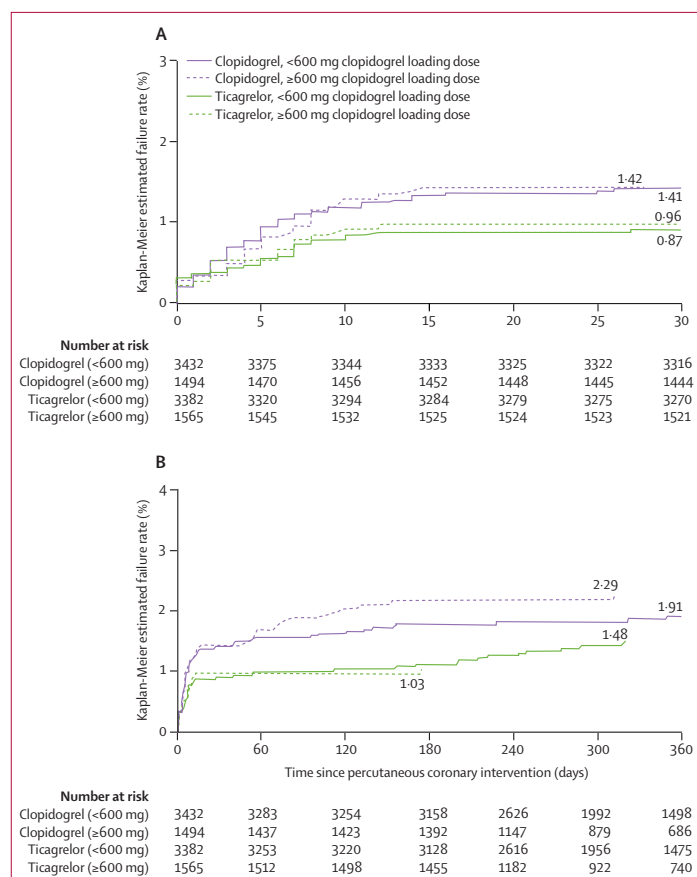 A
Kaplan-Meier estimated failure rate (%)
3
2
1
0
Clopidogrel, <600 mg clopidogrel loading dose
Clopidogrel, ≥600 mg clopidogrel loading dose
Ticagrelor, <600 mg clopidogrel loading dose
Ticagrelor, ≥600 mg clopidogrel loading dose
1·42
1·41
0·96
0·87
0 5 10 15 20 25 30
Number at risk
Clopidogrel (<600 mg) 3432 3375 3344 3333 3325 3322 3316
Clopidogrel (≥600 mg) 1494 1470 1456 1452 1448 1445 1444
Ticagrelor (<600 mg) 3382 3320 3294 3284 3279 3275 3270
Ticagrelor (≥600 mg) 1565 1545 1532 1525 1524 1523 1521
B
Kaplan-Meier estimated failure rate (%)
4
3
2
1
0
2·29
1·91
1·48
1·03
0 60 120 180 240 300 360
Time since percutaneous coronary intervention (days)
Number at risk
Clopidogrel (<600 mg) 3432 3283 3254 3158 2626 1992 1498
Clopidogrel (≥600 mg) 1494 1437 1423 1392 1147 879 686
Ticagrelor (<600 mg) 3382 3253 3220 3128 2616 1956 1475
Ticagrelor (≥600 mg) 1565 1512 1498 1455 1182 922 740